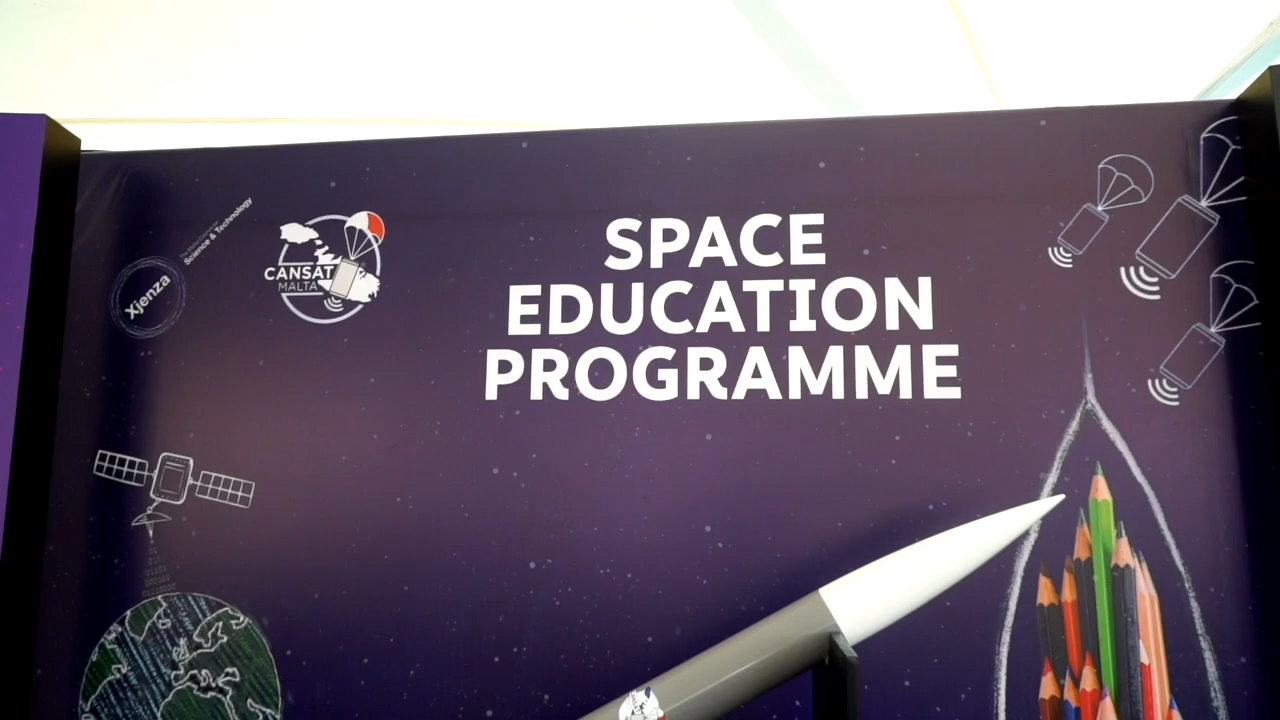 Science & Technology
Xjenza
CANSAT
MALTA
SPACE
EDUCATION
PROGRAMME